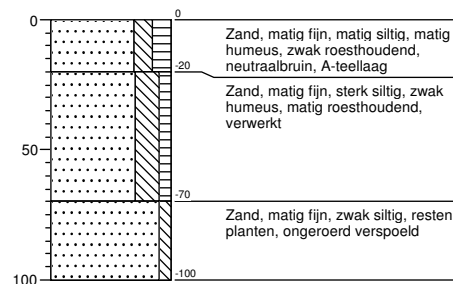 0
0
Zand, matig fijn, matig siltig, matig
humeus, zwak roesthoudend,
neutraalbruin, A-teellaag
-20
Zand, matig fijn, sterk siltig, zwak
humeus, matig roesthoudend,
verwerkt
50
-70
Zand, matig fijn, zwak siltig, resten
planten, ongeroerd verspoeld
100
-100